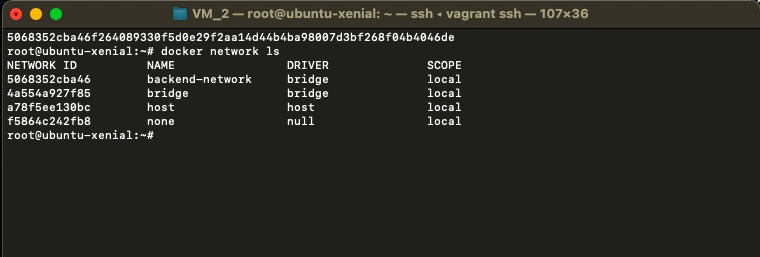 VM_2 — root@ubuntu-xenial: ~ — ssh ◂ vagrant ssh — 107×36
5068352cba46f264089330f5d0e29f2aa14d44b4ba98007d3bf268f04b4046de
root@ubuntu-xenial:~# docker network ls
NETWORK ID          NAME                DRIVER              SCOPE
5068352cba46        backend-network     bridge              local
4a554a927f85        bridge              bridge              local
a78f5ee130bc        host                host                local
f5864c242fb8        none                null                local
root@ubuntu-xenial:~#